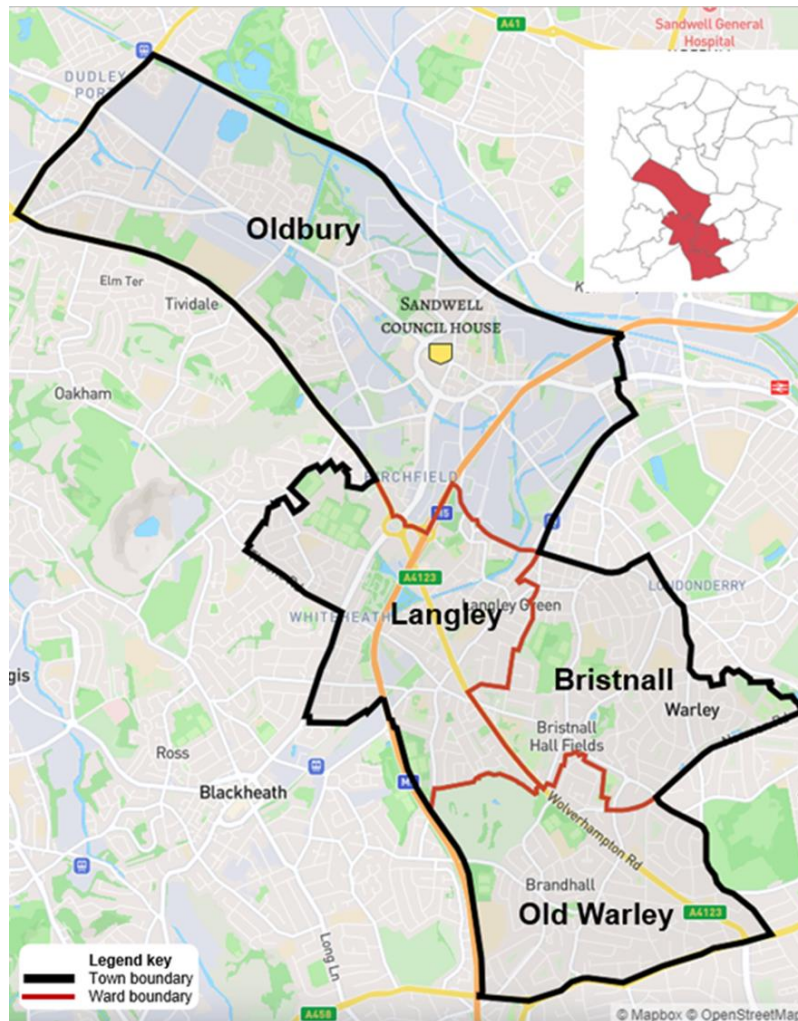 A41
Sandwell General
Hospital
DUDLEY
PORT
Oldbury
Elm Ter
Tividale
SANDWELL
COUNCIL HOUSE
Oakham
M5
A4123
Langley Green
LOUDONDERRY
WHITEHEATH
Langley
Bristnall
Warley
Bristnall
Hall Fields
Ross
Blackheath
Wolverhampton Rd
Brandhall
Old Warley
A4123
Long Ln
Legend key
Town boundary
Ward boundary
A458
© Mapbox © OpenStreetMap